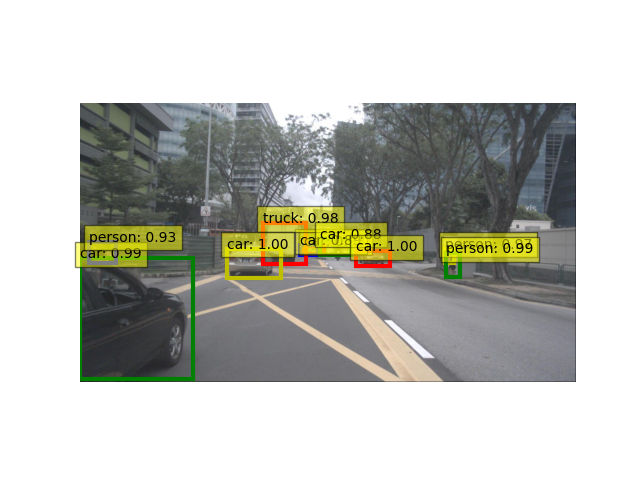 truck: 0.98
person: 0.93
car: 0.88
car: 1.00
car: 1.00
person: 0.99
car: 0.99